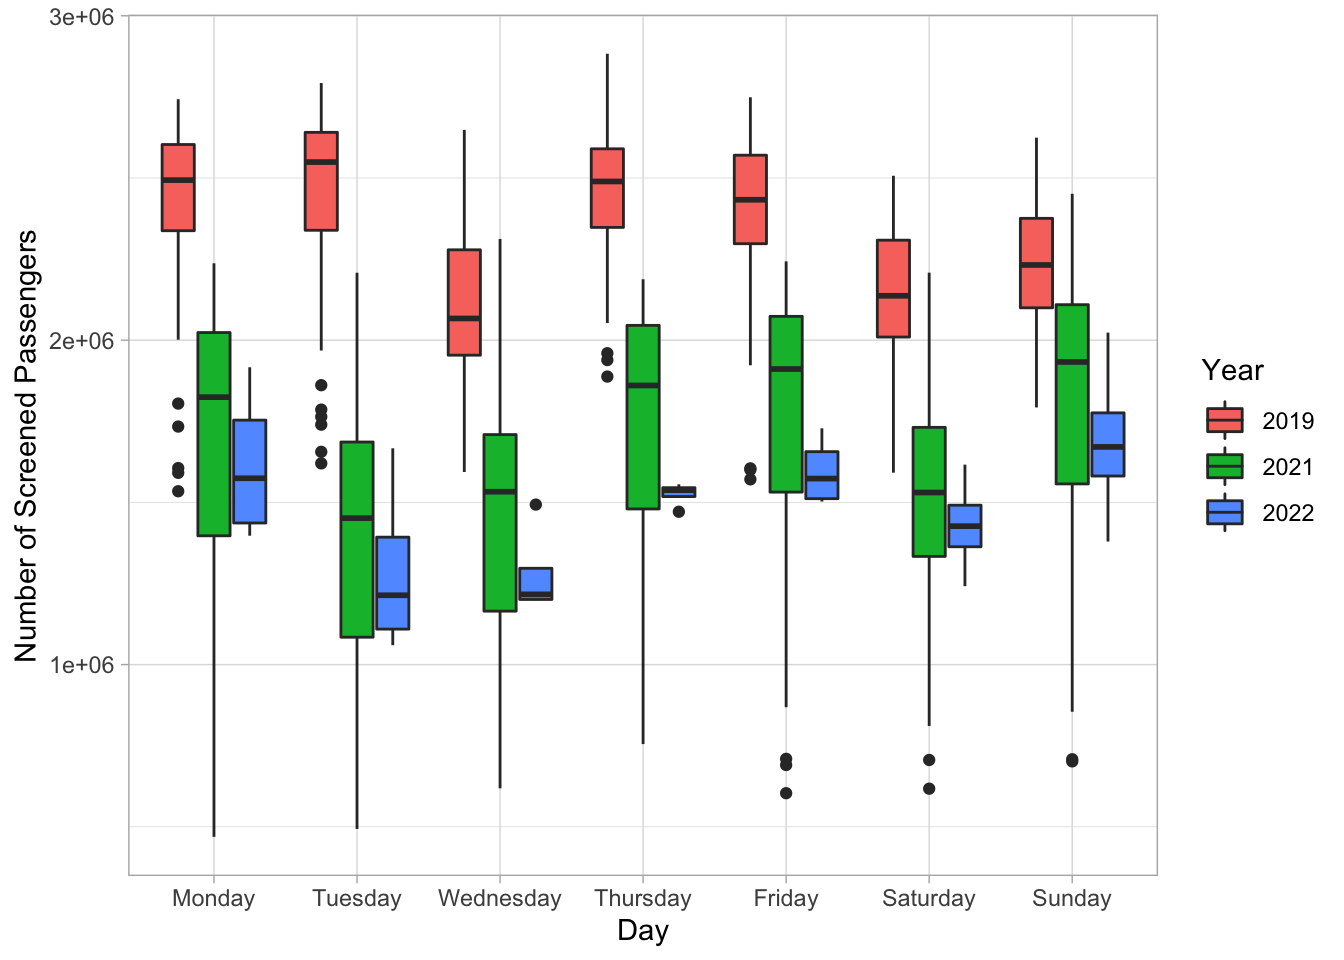 3e+06
2e+06
1e+06
Number of Screened Passengers
Monday
Tuesday
Wednesday
Thursday
Friday
Saturday
Sunday
Day
Year
2019
2021
2022